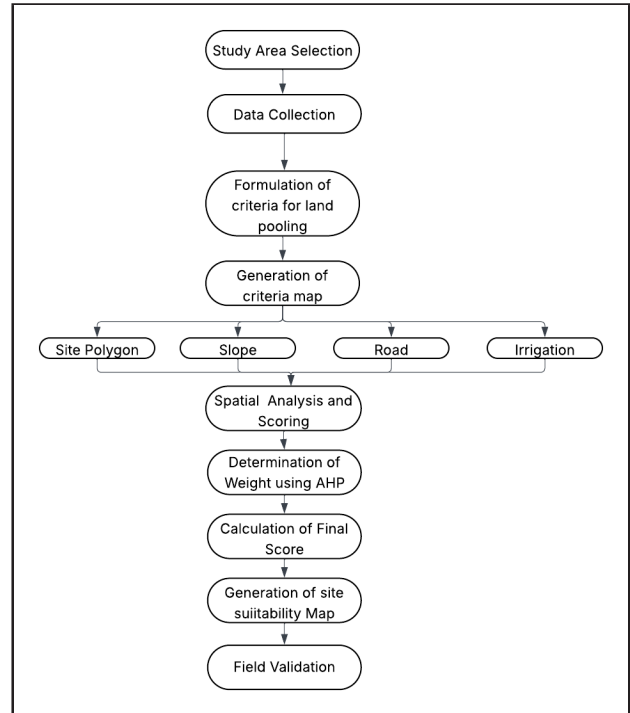 Study Area Selection
Data Collection
Formulation of
criteria for land
pooling
Generation of
criteria map
Site Polygon
Slope
Road
Irrigation
Spatial Analysis and
Scoring
Determination of
Weight using AHP
Calculation of Final
Score
Generation of site
suiitability Map
Field Validation